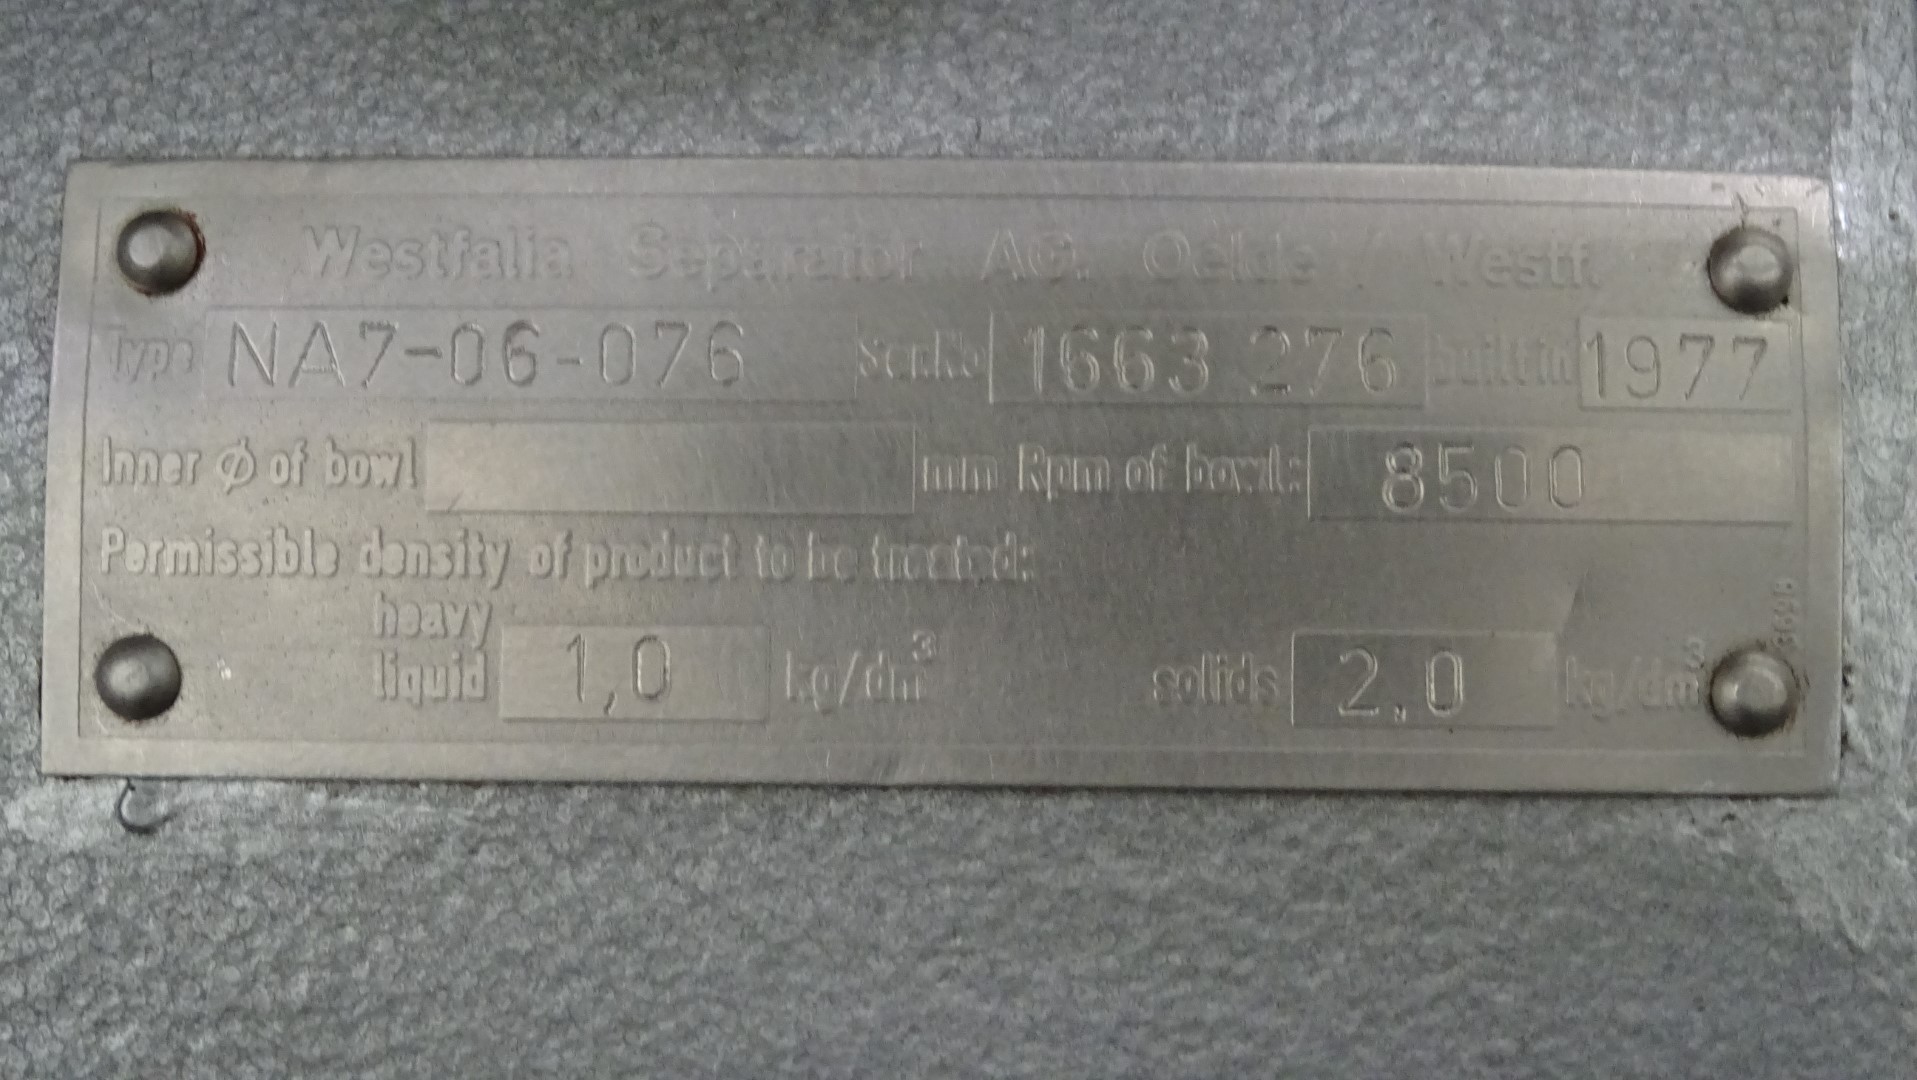 Westfalia Separator AG. Oelde / Westf.
Type NA7-06-076 Ser.No 1663 276 built in 1977
Inner Ø of bowl mm Rpm of bowl: 8500
Permissible density of product to be treated:
heavy liquid 1,0 kg/dm³ solids 2.0 kg/dm³